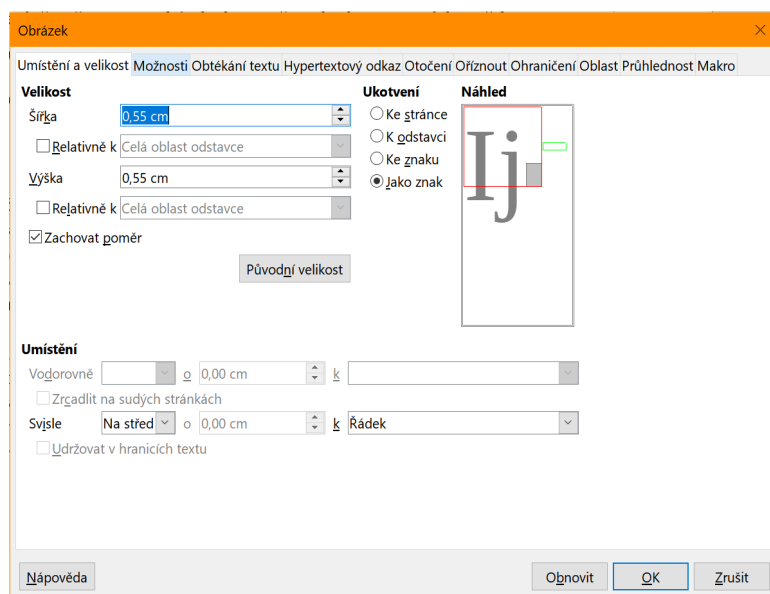 Obrázek
Umístění a velikost Možnosti Obtékání textu Hypertextový odkaz Otočení Oříznout Ohraničení Oblast Průhlednost Makro
Velikost Ukotvení Náhled
Šířka 0,55 cm Ke stránce
Relativně k Celá oblast odstavce K odstavci
Výška 0,55 cm Ke znaku
Relativně k Celá oblast odstavce Jako znak
Zachovat poměr
Původní velikost
Ij
Umístění
Vodorovně o 0,00 cm k
Zrcadlit na sudých stránkách
Svisle Na střed o 0,00 cm k Řádek
Udržovat v hranicích textu
Nápověda Obnovit OK Zrušit